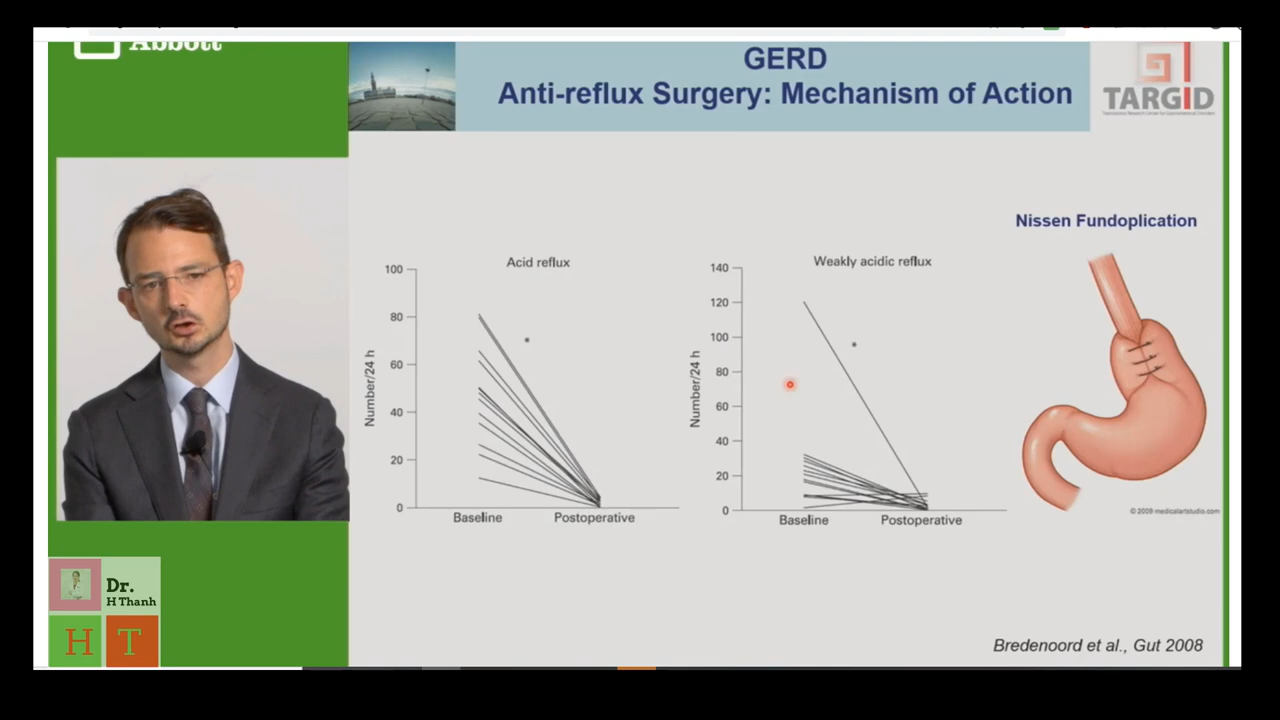 Abbott
GERD
Anti-reflux Surgery: Mechanism of Action
TARGID
Nissen Fundoplication
Acid reflux
100
80
60
40
20
0
Number/24 h
*
Baseline
Postoperative
Weakly acidic reflux
140
120
100
80
60
40
20
0
Number/24 h
*
Baseline
Postoperative
© 2009 medicalartstudio.com
Dr.
H Thanh
H T
Bredenoord et al., Gut 2008